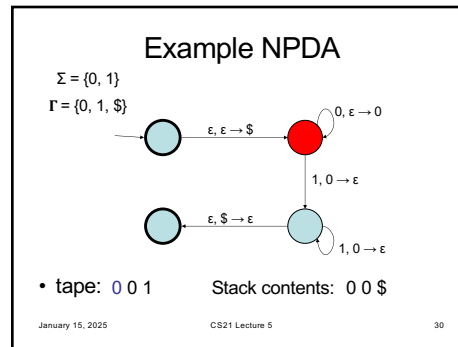 Example NPDA
Σ = {0, 1}
Γ = {0, 1, $}
ε, ε → $
0, ε → 0
1, 0 → ε
ε, $ → ε
1, 0 → ε
• tape: 0 0 1 Stack contents: 0 0 $
January 15, 2025 CS21 Lecture 5 30